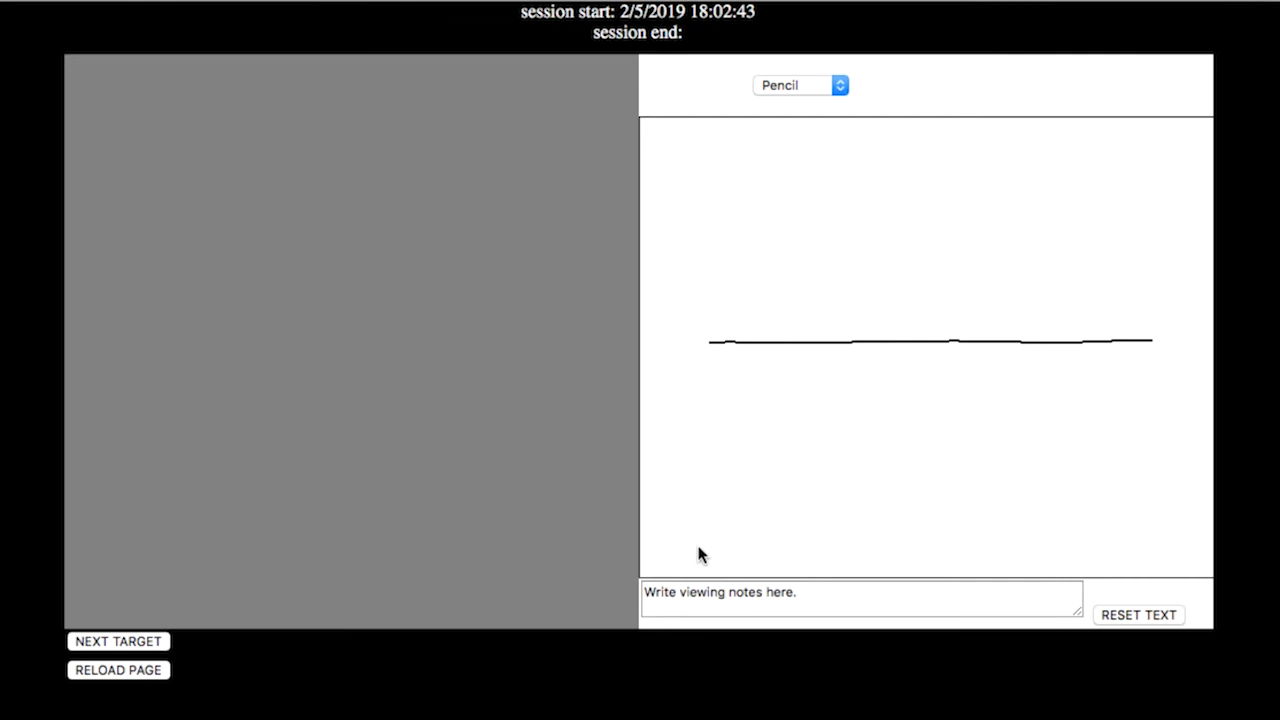 session start: 2/5/2019 18:02:43
session end:
Pencil
Write viewing notes here.
RESET TEXT
NEXT TARGET
RELOAD PAGE